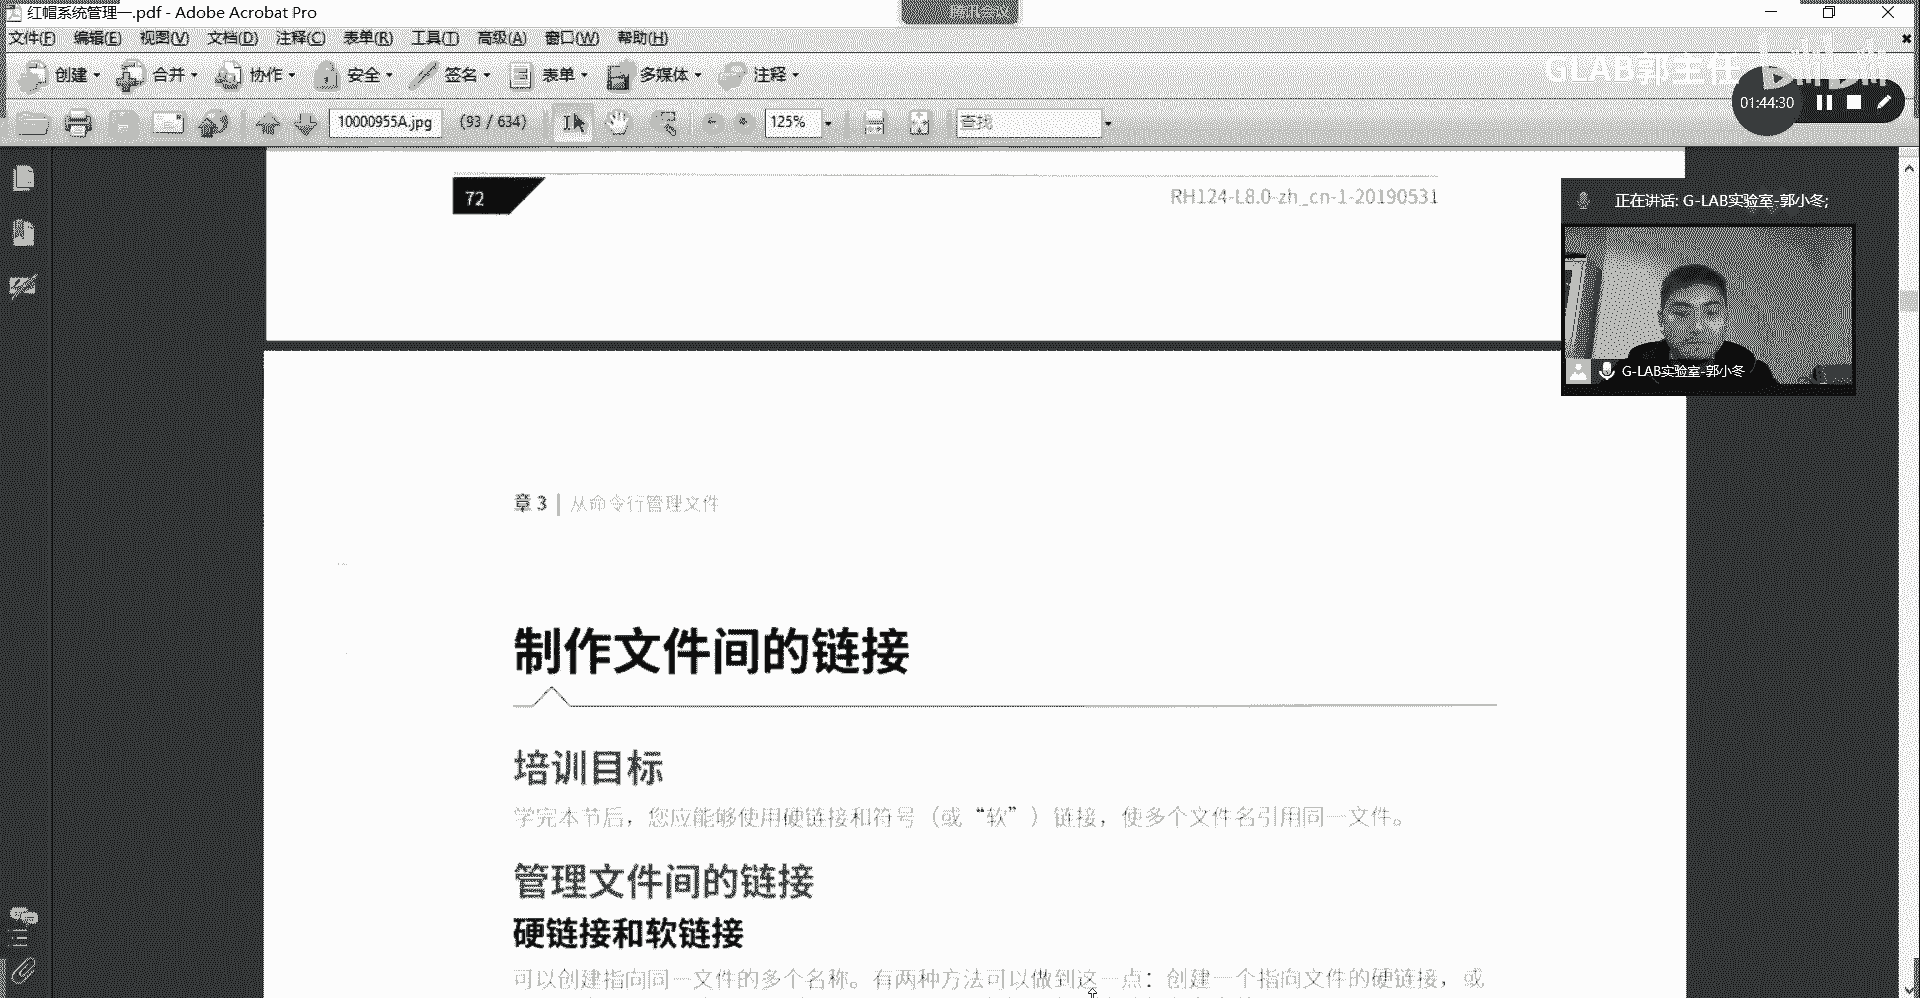 红帽系统管理一.pdf - Adobe Acrobat Pro
腾讯会议
文件(F) 编辑(E) 视图(V) 文档(D) 注释(C) 表单(R) 工具(T) 高级(A) 窗口(W) 帮助(H)
GLAB郭主任 bilibili
创建 合并 协作 安全 签名 表单 多媒体 注释
01:44:30
10000955A.jpg (93 / 634) 125% 查找
72
RH124-L8.0-zh_cn-1-20190531
正在讲话: G-LAB实验室-郭小冬;
G-LAB实验室-郭小冬
章 3 | 从命令行管理文件
制作文件间的链接
培训目标
学完本节后，您应能够使用硬链接和符号（或“软”）链接，使多个文件名引用同一文件。
管理文件间的链接
硬链接和软链接
可以创建指向同一文件的多个名称。有两种方法可以做到这一点：创建一个指向文件的硬链接，或